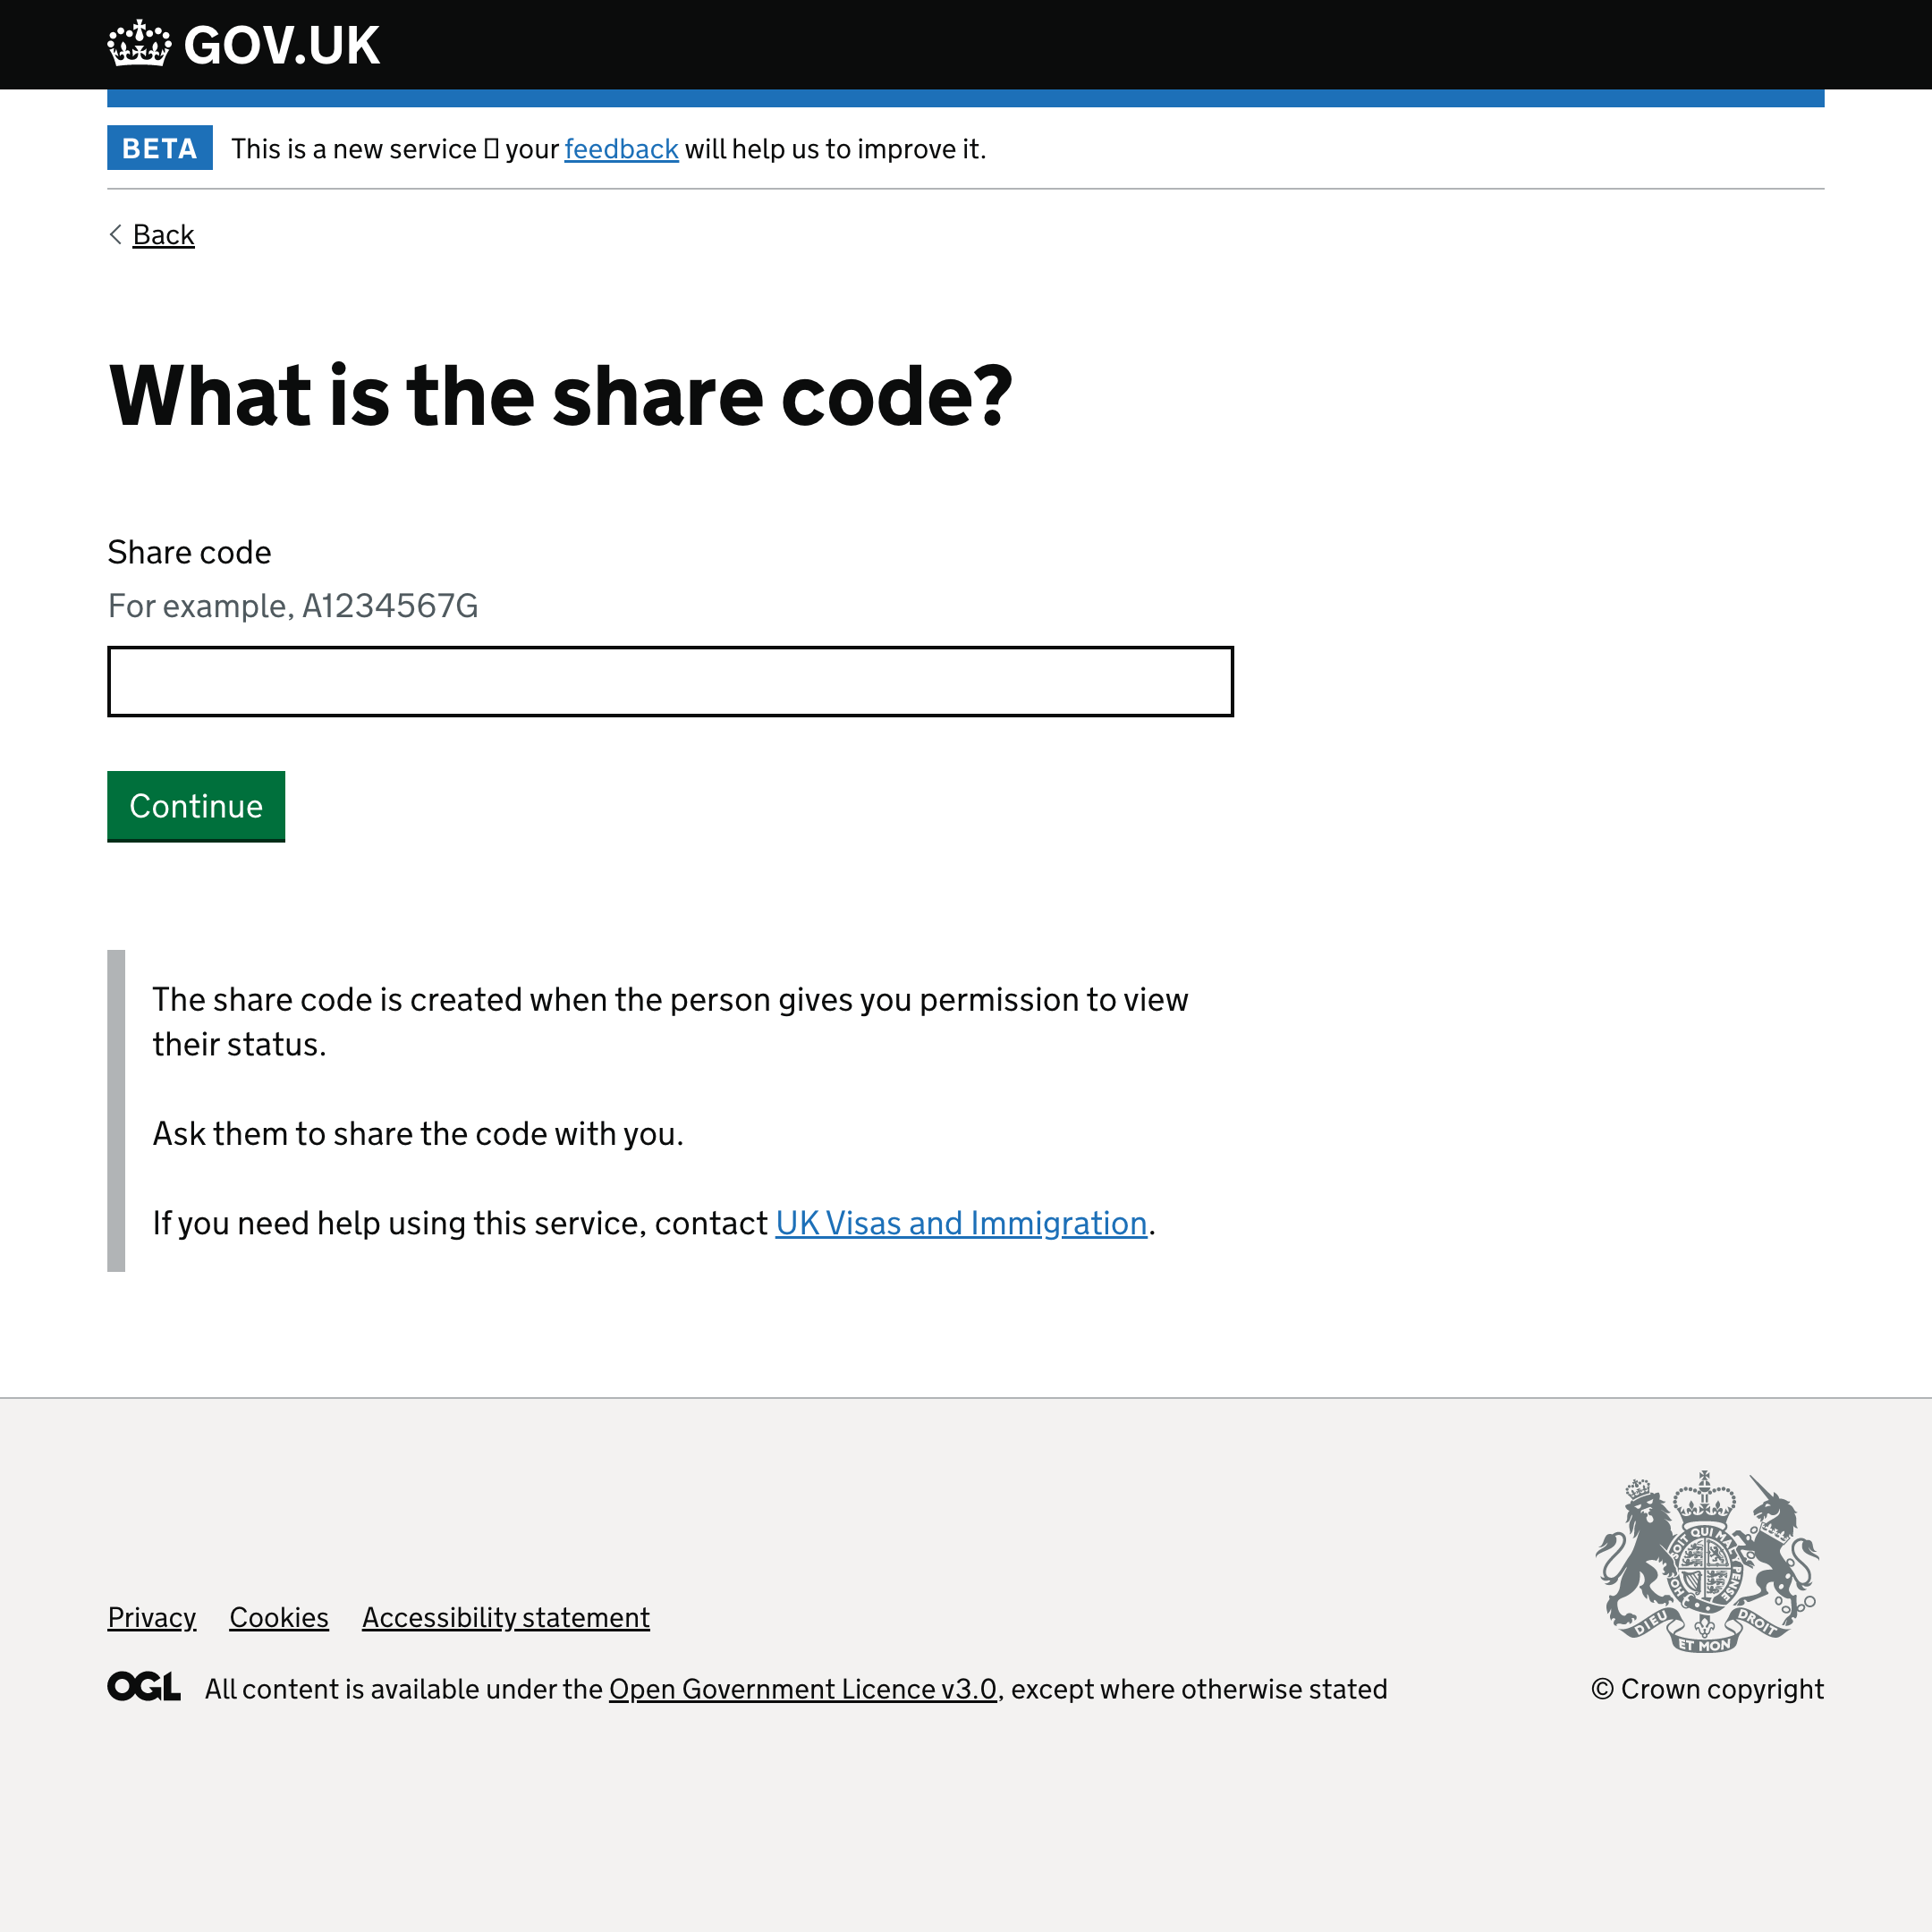 GOV.UK
BETA This is a new service ▯ your feedback will help us to improve it.
Back
What is the share code?
Share code
For example, A1234567G
Continue
The share code is created when the person gives you permission to view
their status.
Ask them to share the code with you.
If you need help using this service, contact UK Visas and Immigration.
SOIT QUI MAL PENSE HO
DIEU ET MON DROIT
Privacy Cookies Accessibility statement
OGL All content is available under the Open Government Licence v3.0, except where otherwise stated
© Crown copyright